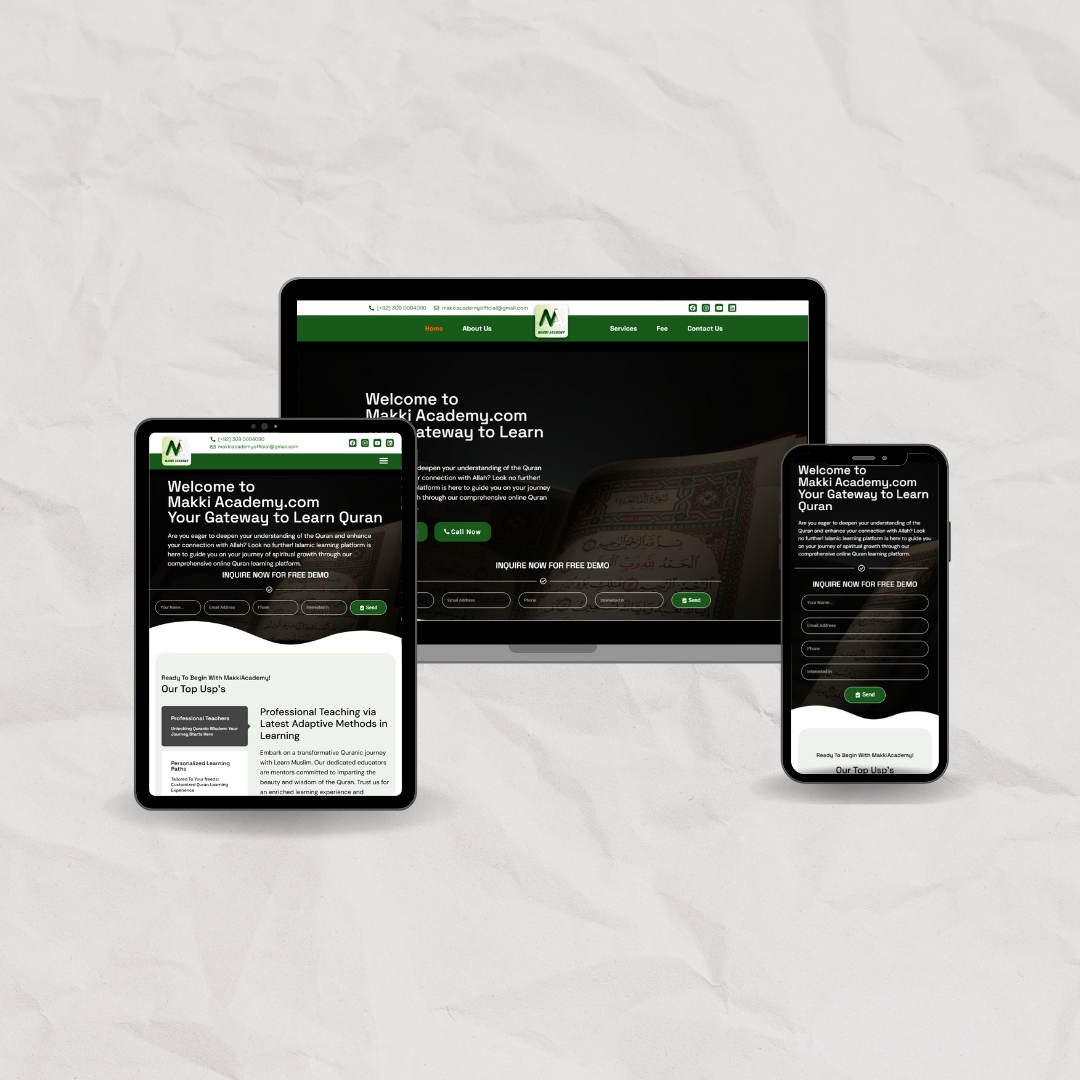 (+92) 309 0004090
makkiacademyofficial@gmail.com
Home
About Us
MAKKI ACADEMY
Services
Fee
Contact Us
Welcome to
Makki Academy.com
ateway to Learn
deepen your understanding of the Quran
r connection with Allah? Look no further!
latform is here to guide you on your journey
h through our comprehensive online Quran
Call Now
INQUIRE NOW FOR FREE DEMO
Email Address
Phone
Interested in
Send
(+92) 309 0004090
makkiacademyofficial@gmail.com
MAKKI ACADEMY
Welcome to
Makki Academy.com
Your Gateway to Learn Quran
Are you eager to deepen your understanding of the Quran and enhance
your connection with Allah? Look no further! Islamic learning platform is
here to guide you on your journey of spiritual growth through our
comprehensive online Quran learning platform.
INQUIRE NOW FOR FREE DEMO
Your Name...
Email Address
Phone
Interested in
Send
Ready To Begin With MakkiAcademy!
Our Top Usp's
Professional Teachers
Unlocking Quranic Wisdom: Your
Journey Starts Here
Personalized Learning
Paths
Tailored To Your Needs:
Customized Quran Learning
Experience
Professional Teaching via
Latest Adaptive Methods in
Learning
Embark on a transformative Quranic journey
with Learn Muslim. Our dedicated educators
are mentors committed to imparting the
beauty and wisdom of the Quran. Trust us for
an enriched learning experience and
Welcome to
Makki Academy.com
Your Gateway to Learn
Quran
Are you eager to deepen your understanding of the
Quran and enhance your connection with Allah? Look
no further! Islamic learning platform is here to guide you
on your journey of spiritual growth through our
comprehensive online Quran learning platform.
INQUIRE NOW FOR FREE DEMO
Your Name...
Email Address
Phone
Interested in
Send
Ready To Begin With MakkiAcademy!
Our Top Usp's